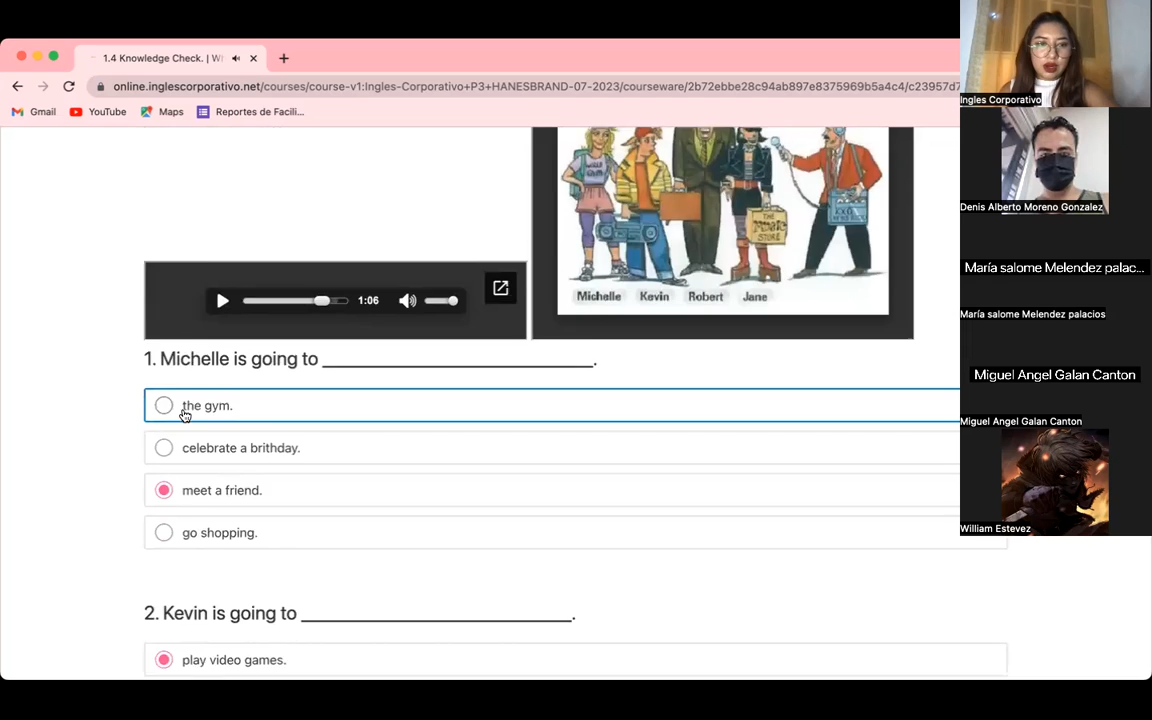 1.4 Knowledge Check. | W
online.inglescorporativo.net/courses/course-v1:Ingles-Corporativo+P3+HANESBRAND-07-2023/courseware/2b72ebbe28c94ab897e8375969b5a4c4/c23957d7
Gmail
YouTube
Maps
Reportes de Facili...
THE
STORE
Michelle
Kevin
Robert
Jane
1:06
1. Michelle is going to ____________________________.
the gym.
celebrate a brithday.
meet a friend.
go shopping.
2. Kevin is going to ____________________________.
play video games.
Ingles Corporativo
Denis Alberto Moreno Gonzalez
María salome Melendez palac...
María salome Melendez palacios
Miguel Angel Galan Canton
Miguel Angel Galan Canton
William Estevez